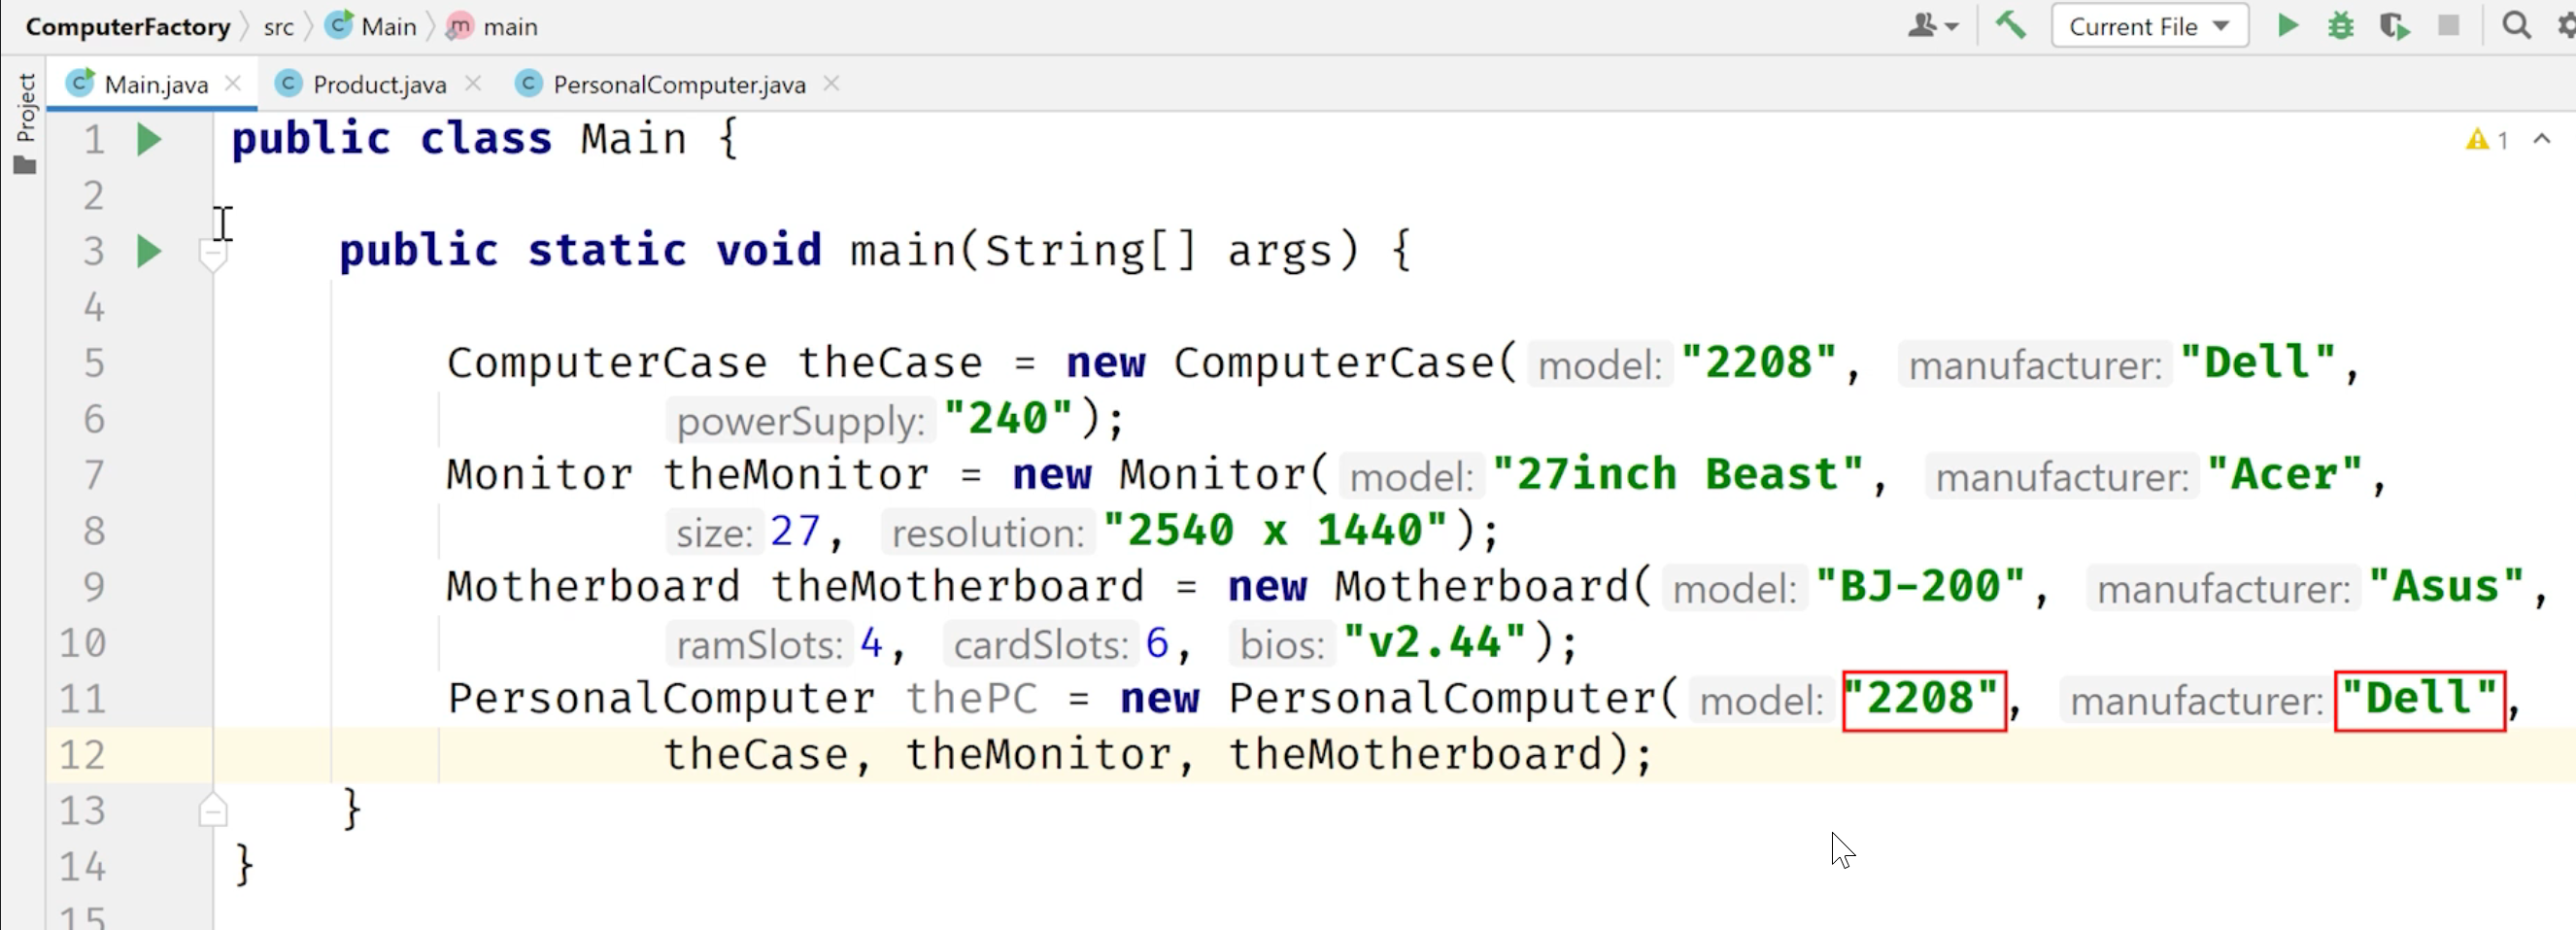 ComputerFactory src Main main Current File
Project
Main.java Product.java PersonalComputer.java
1 public class Main { 1
2
3 public static void main(String[] args) {
4
5 ComputerCase theCase = new ComputerCase( model: "2208", manufacturer: "Dell",
6 powerSupply: "240");
7 Monitor theMonitor = new Monitor( model: "27inch Beast", manufacturer: "Acer",
8 size: 27, resolution: "2540 x 1440");
9 Motherboard theMotherboard = new Motherboard( model: "BJ-200", manufacturer: "Asus",
10 ramSlots: 4, cardSlots: 6, bios: "v2.44");
11 PersonalComputer thePC = new PersonalComputer( model: "2208", manufacturer: "Dell",
12 theCase, theMonitor, theMotherboard);
13 }
14 }
15